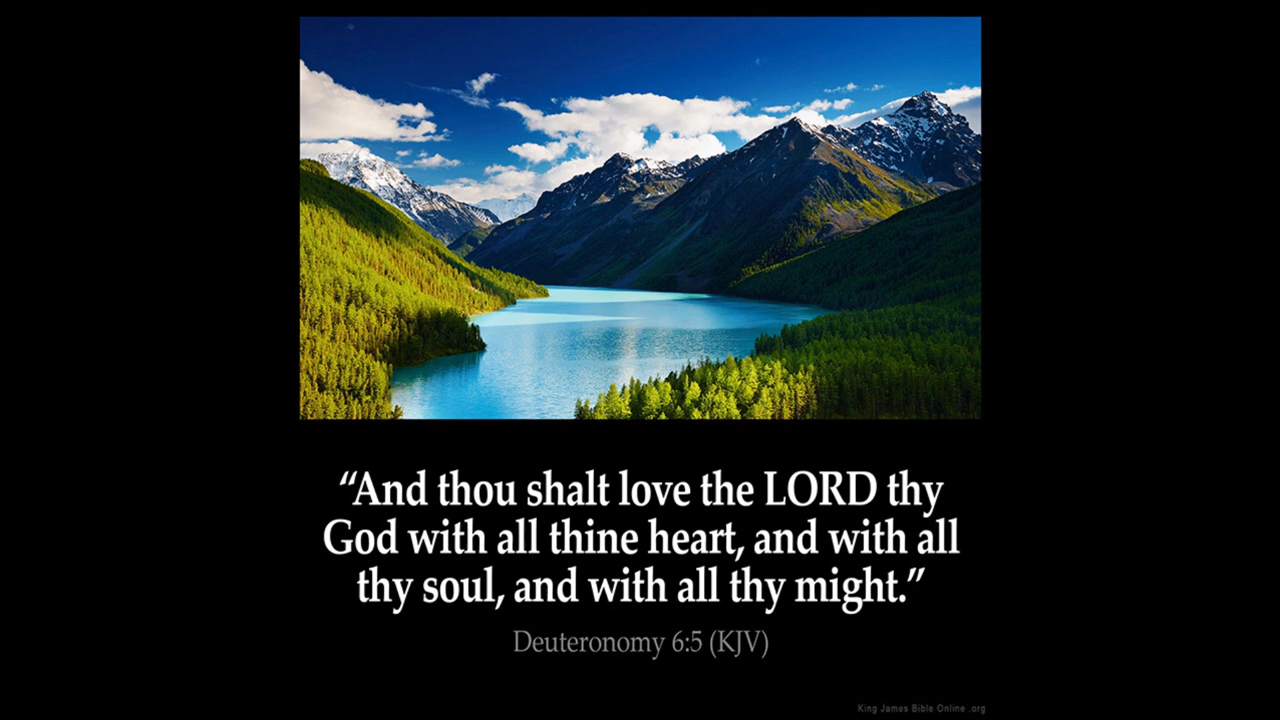 “And thou shalt love the LORD thy
God with all thine heart, and with all
thy soul, and with all thy might.”
Deuteronomy 6:5 (KJV)
King James Bible Online .org